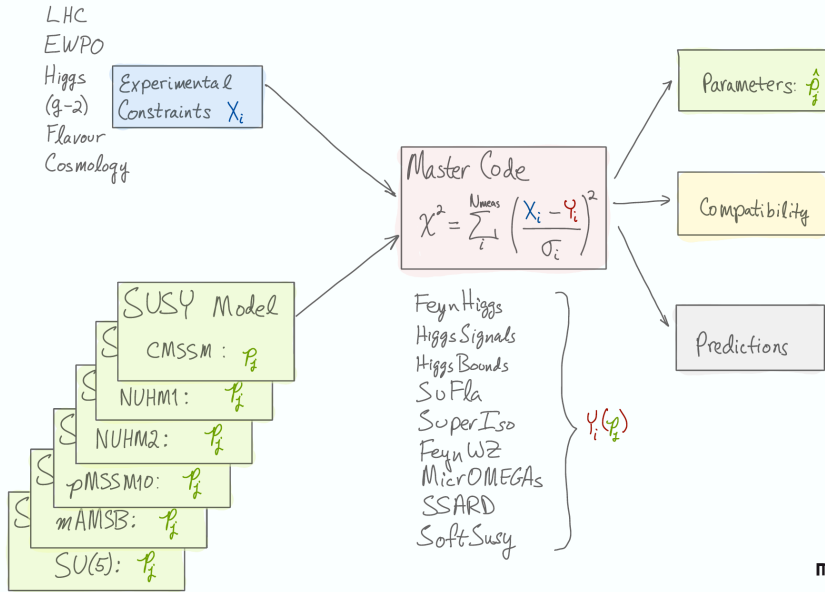 LHC
EWPO
Higgs
(g-2)
Flavour
Cosmology
Experimental
Constraints Xᵢ
Master Code
χ² = Σᵢ^Nmeas ((Xᵢ - Yᵢ)/σᵢ)²
Parameters: p̂ⱼ
Compatibility
Predictions
SUSY Model
CMSSM: pⱼ
S
NUHM1: pⱼ
S
NUHM2: pⱼ
S
pMSSM10: pⱼ
S
mAMSB: pⱼ
S
SU(5): pⱼ
FeynHiggs
HiggsSignals
HiggsBounds
SuFla
SuperIso
FeynWZ
MicrOMEGAs
SSARD
SoftSusy
Yᵢ(pⱼ)